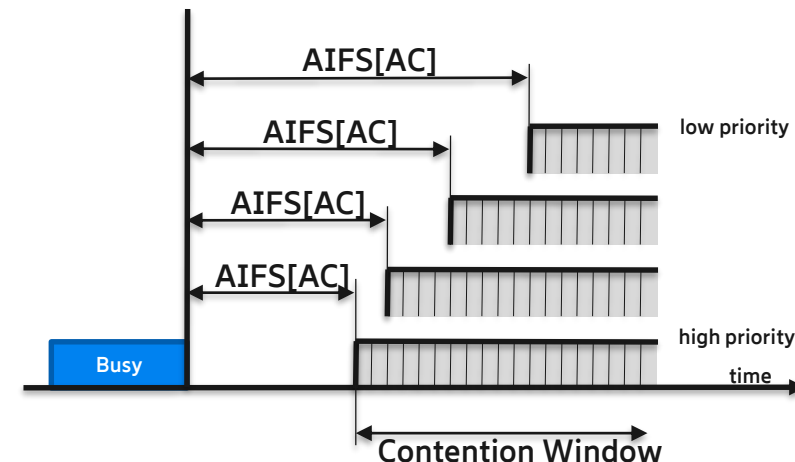 AIFS[AC]
low priority
AIFS[AC]
AIFS[AC]
AIFS[AC]
high priority
Busy
time
Contention Window